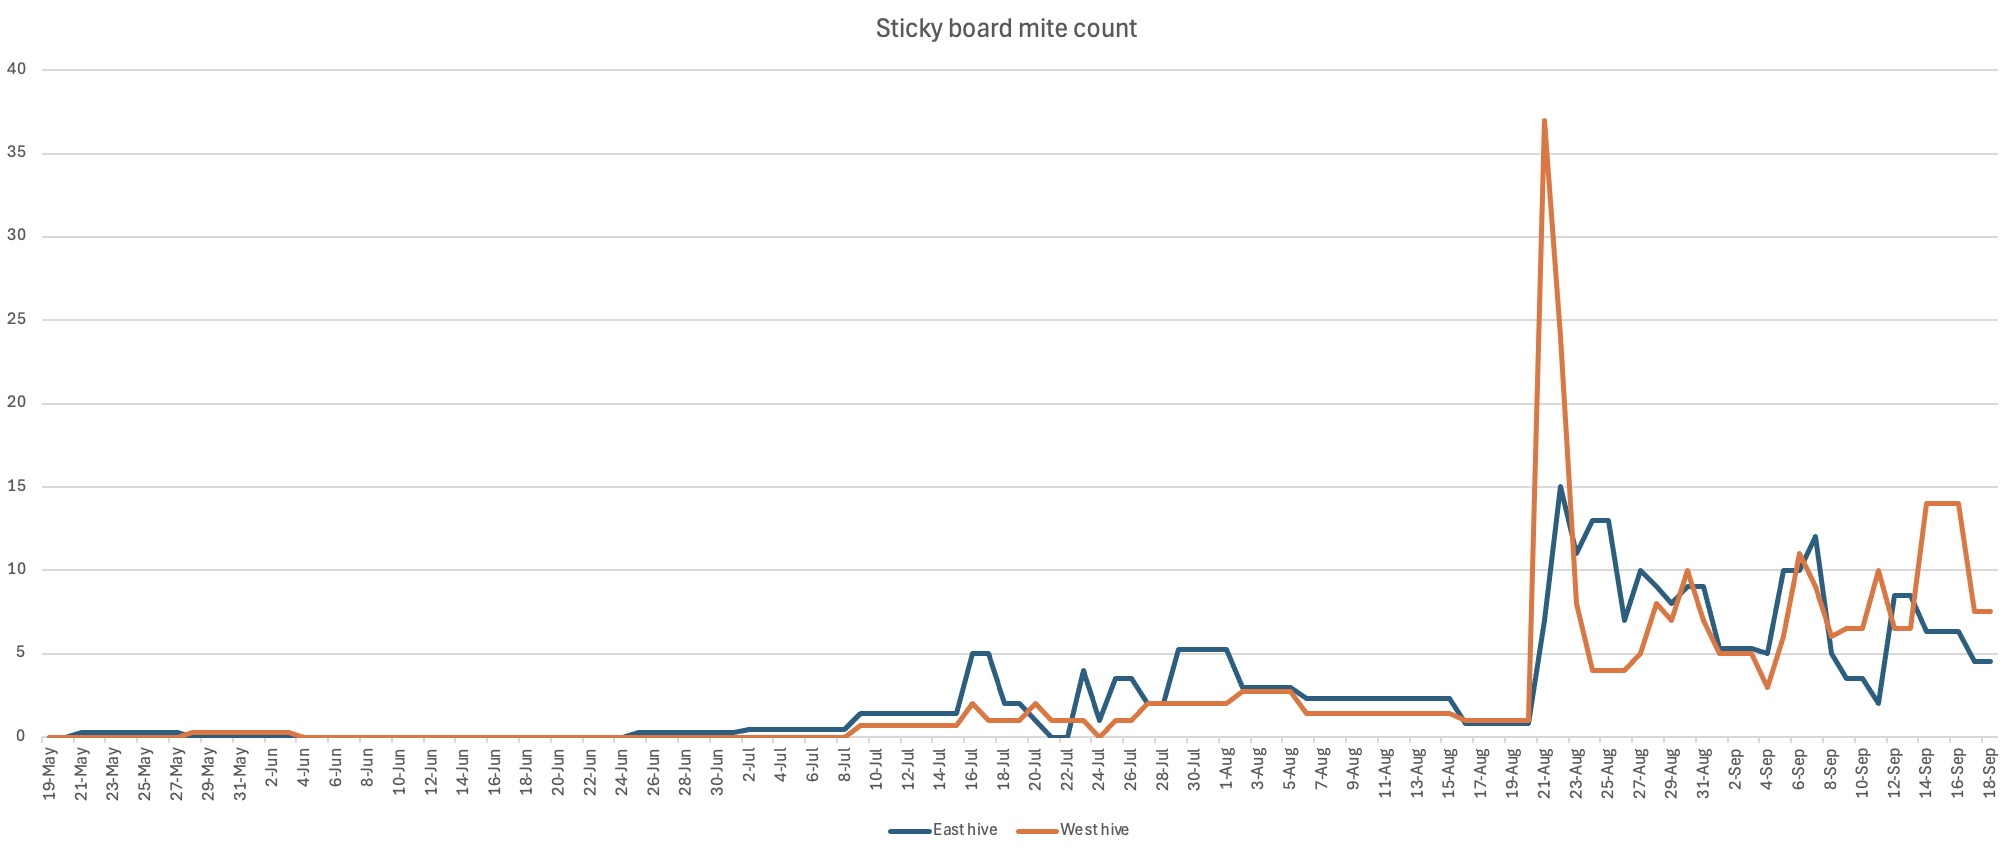 Sticky board mite count
40
35
30
25
20
15
10
5
0
19-May
21-May
23-May
25-May
27-May
29-May
31-May
2-Jun
4-Jun
6-Jun
8-Jun
10-Jun
12-Jun
14-Jun
16-Jun
18-Jun
20-Jun
22-Jun
24-Jun
26-Jun
28-Jun
30-Jun
2-Jul
4-Jul
6-Jul
8-Jul
10-Jul
12-Jul
14-Jul
16-Jul
18-Jul
20-Jul
22-Jul
24-Jul
26-Jul
28-Jul
30-Jul
1-Aug
3-Aug
5-Aug
7-Aug
9-Aug
11-Aug
13-Aug
15-Aug
17-Aug
19-Aug
21-Aug
23-Aug
25-Aug
27-Aug
29-Aug
31-Aug
2-Sep
4-Sep
6-Sep
8-Sep
10-Sep
12-Sep
14-Sep
16-Sep
18-Sep
East hive
West hive